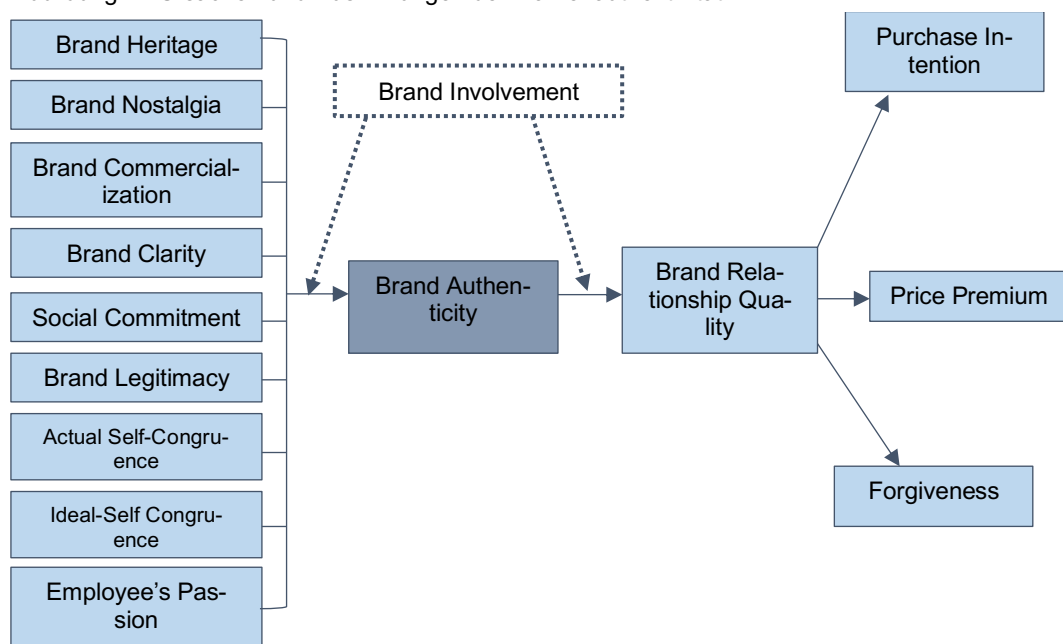 Brand Heritage
Brand Nostalgia
Brand Commercial-
ization
Brand Clarity
Social Commitment
Brand Legitimacy
Actual Self-Congru-
ence
Ideal-Self Congru-
ence
Employee's Pas-
sion
Brand Involvement
Brand Authen-
ticity
Brand Rela-
tionship Qua-
lity
Purchase In-
tention
Price Premium
Forgiveness